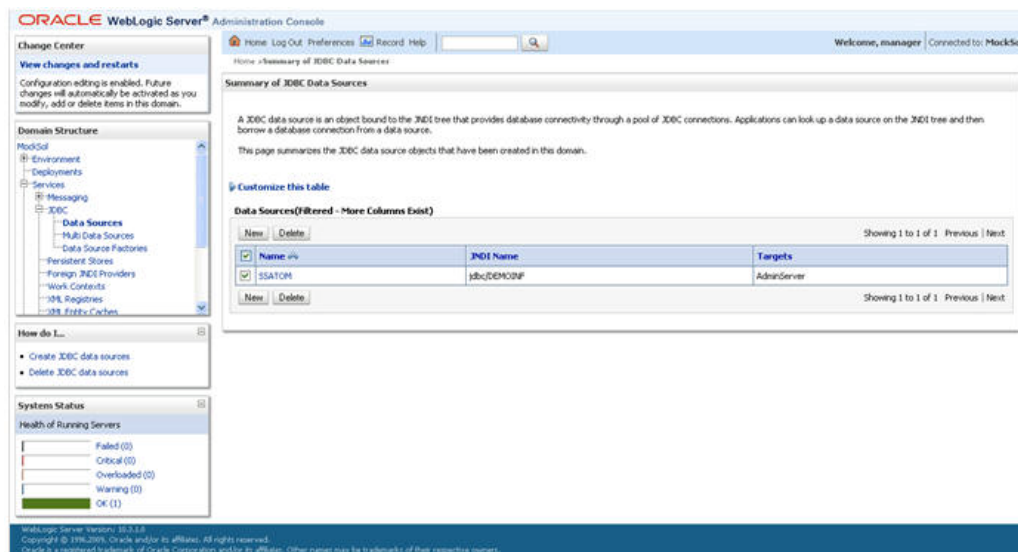 ORACLE WebLogic Server® Administration Console
Change Center
View changes and restarts
Configuration editing is enabled. Future
changes will automatically be activated as you
modify, add or delete items in this domain.
Domain Structure
MockSol
Environment
Deployments
Services
Messaging
JDBC
Data Sources
Multi Data Sources
Data Source Factories
Persistent Stores
Foreign JNDI Providers
Work Contexts
XML Registries
XML Entity Caches
How do I...
Create JDBC data sources
Delete JDBC data sources
System Status
Health of Running Servers
Failed (0)
Critical (0)
Overloaded (0)
Warning (0)
OK (1)
Home Log Out Preferences Record Help
Welcome, manager Connected to: MockSo
Home >Summary of JDBC Data Sources
Summary of JDBC Data Sources
A JDBC data source is an object bound to the JNDI tree that provides database connectivity through a pool of JDBC connections. Applications can look up a data source on the JNDI tree and then
borrow a database connection from a data source.
This page summarizes the JDBC data source objects that have been created in this domain.
Customize this table
Data Sources(Filtered - More Columns Exist)
New Delete Showing 1 to 1 of 1 Previous | Next
Name JNDI Name Targets
SSATOM jdbc/DEMOINF AdminServer
New Delete Showing 1 to 1 of 1 Previous | Next
WebLogic Server Version: 10.3.1.0
Copyright © 1996,2009, Oracle and/or its affiliates. All rights reserved.
Oracle is a registered trademark of Oracle Corporation and/or its affiliates. Other names may be trademarks of their respective owners.